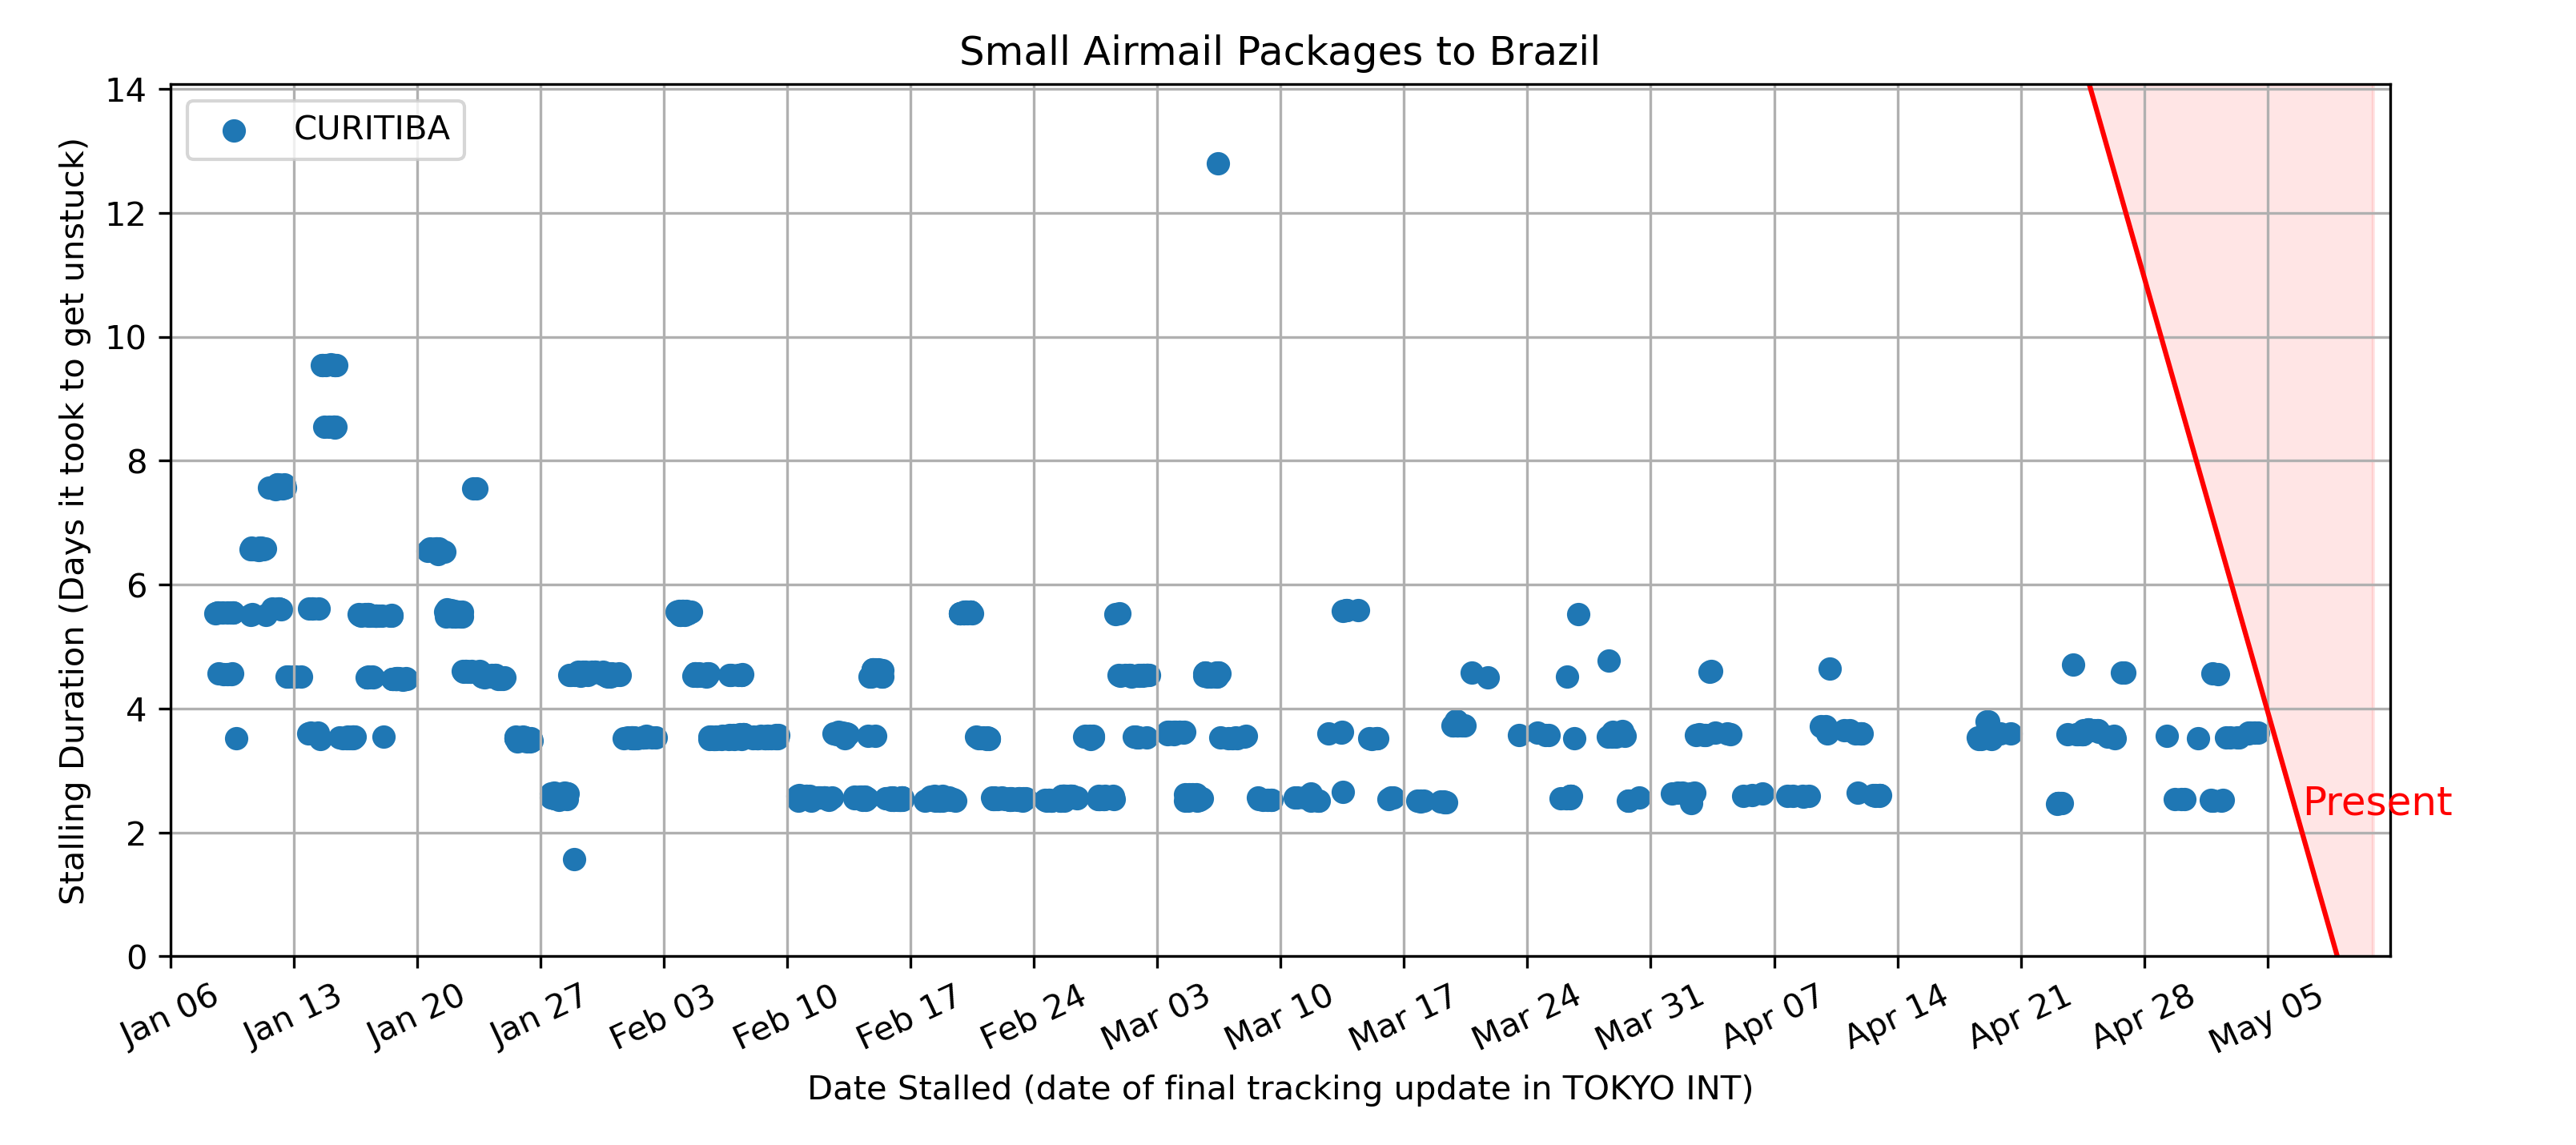 Small Airmail Packages to Brazil
CURITIBA
Stalling Duration (Days it took to get unstuck)
14
12
10
8
6
4
2
0
Present
Jan 06
Jan 13
Jan 20
Jan 27
Feb 03
Feb 10
Feb 17
Feb 24
Mar 03
Mar 10
Mar 17
Mar 24
Mar 31
Apr 07
Apr 14
Apr 21
Apr 28
May 05
Date Stalled (date of final tracking update in TOKYO INT)